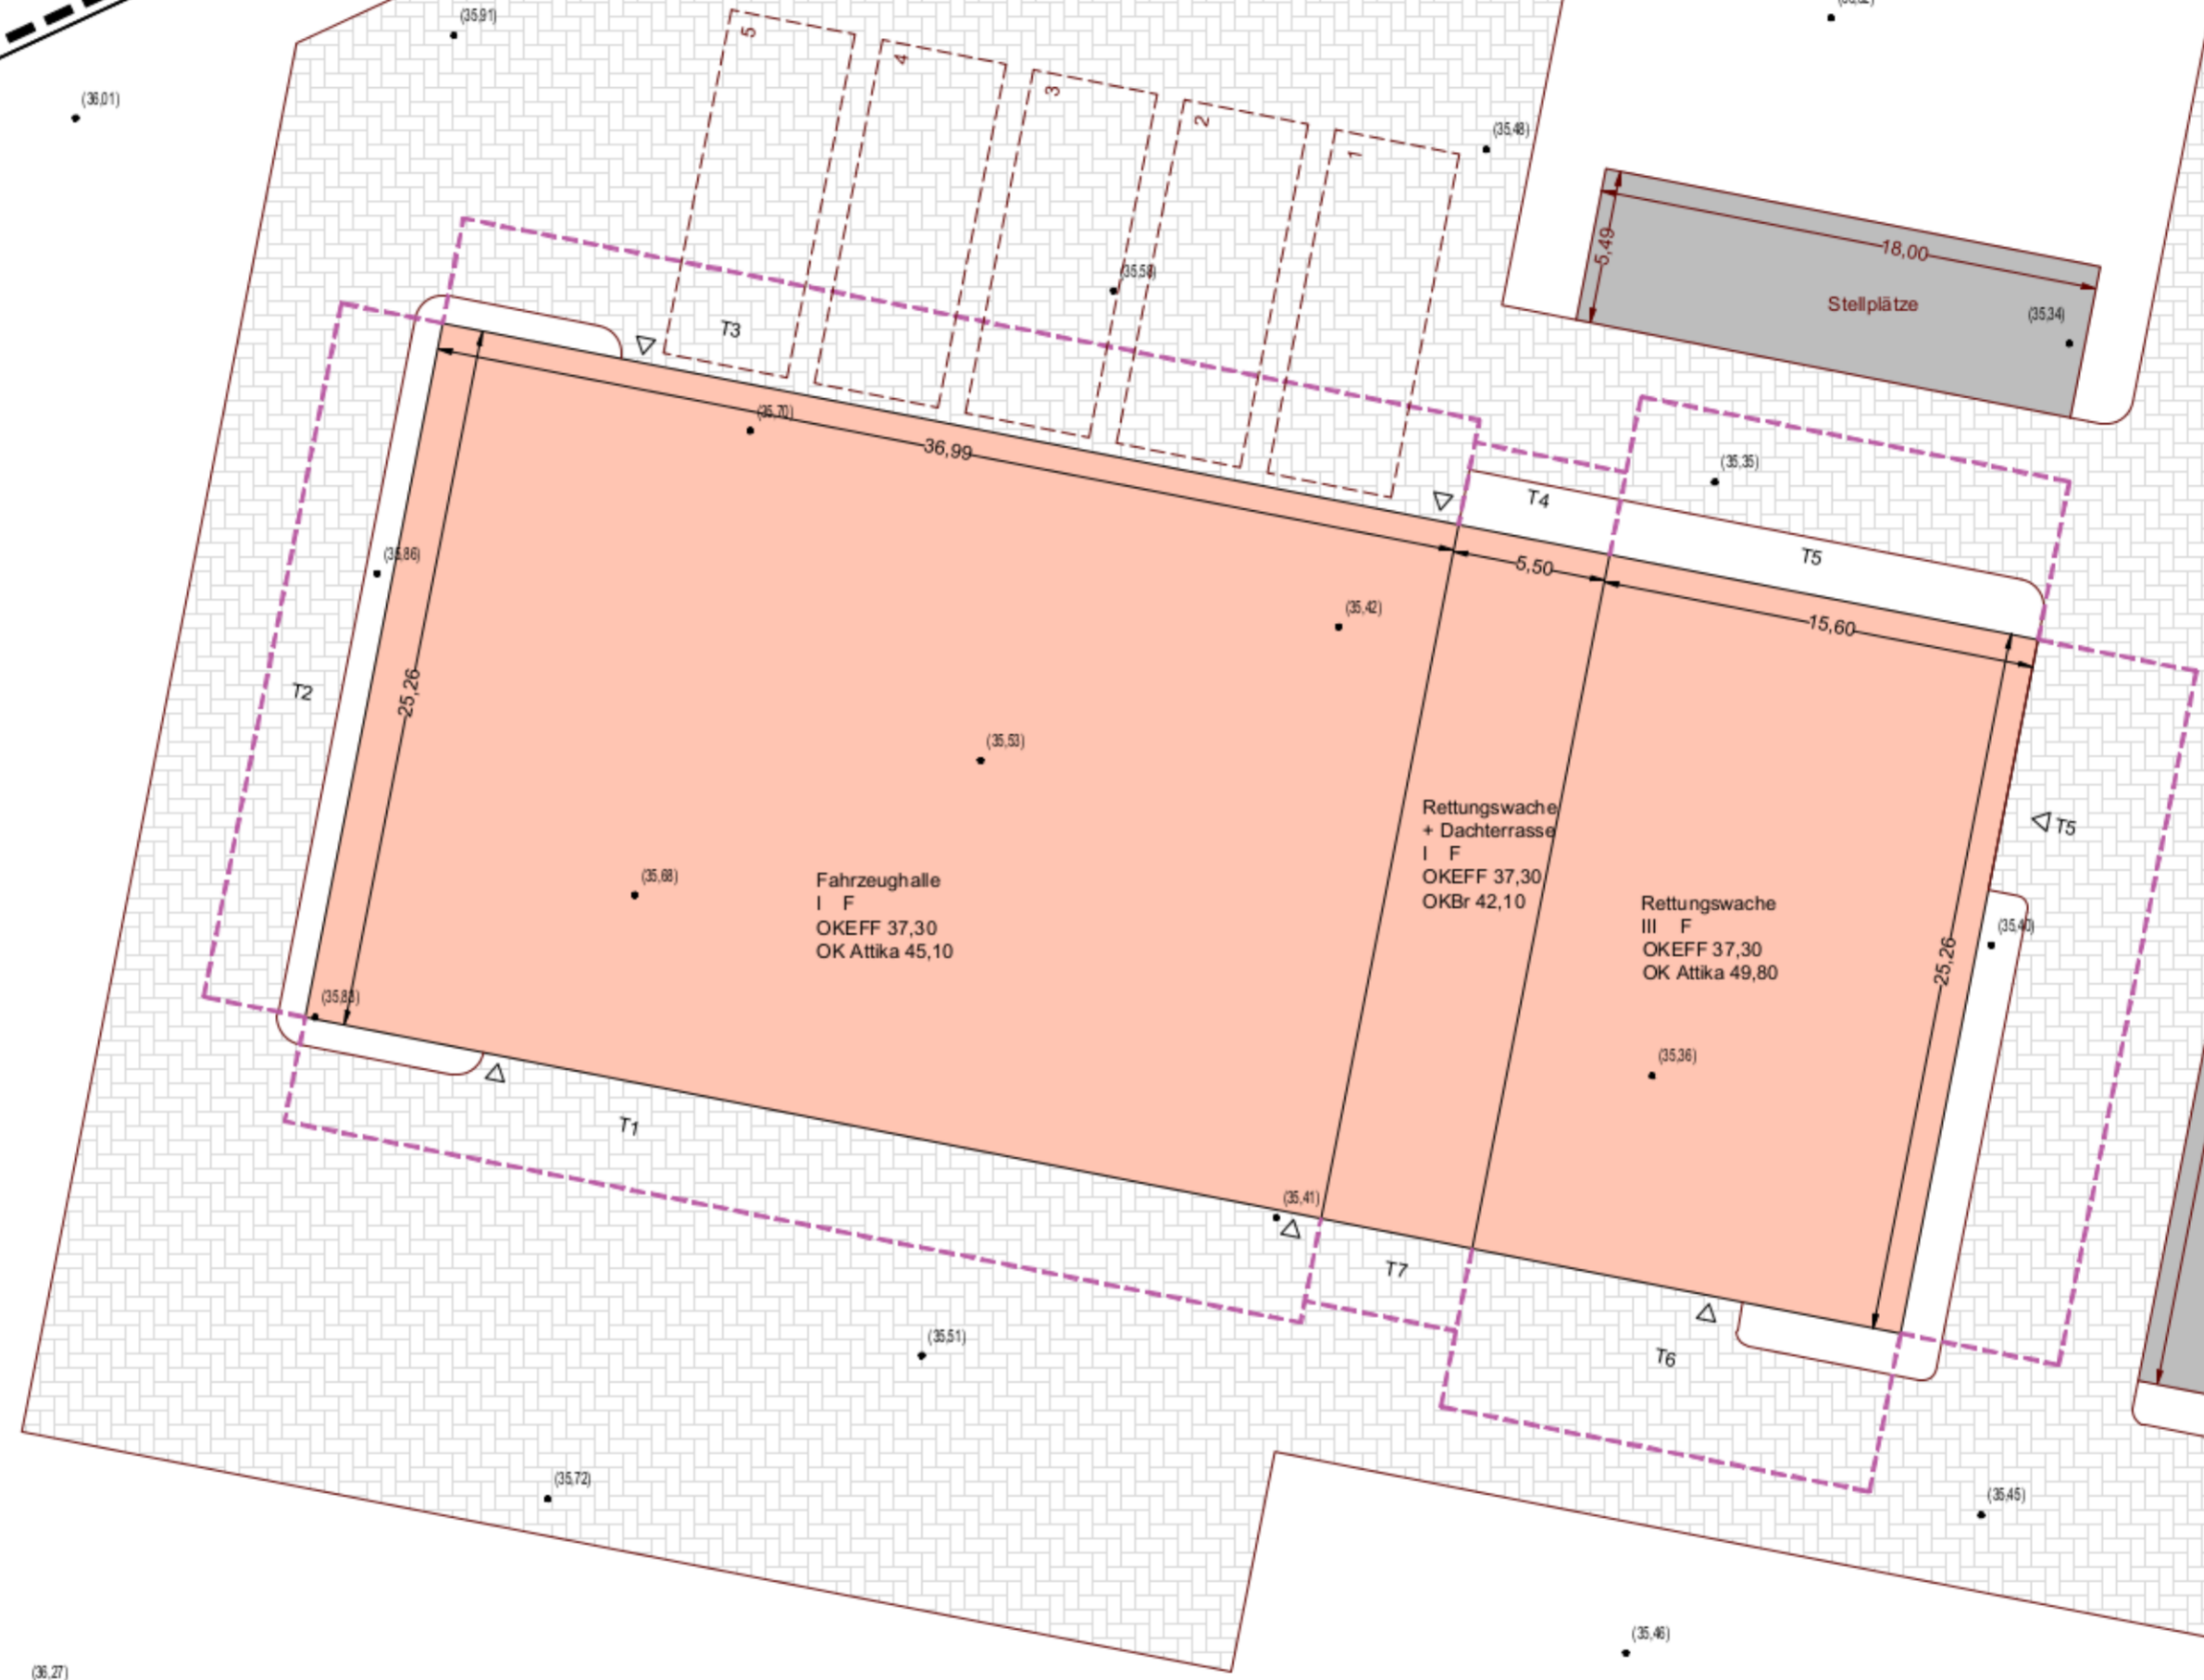 (35,91)
(36,01)
5
4
3
2
1
(35,48)
(35,58)
5,49
18,00
Stellplätze
(35,34)
T3
(35,70)
36,99
(35,35)
T4
T5
(35,86)
5,50
15,60
(35,42)
T2
25,26
(35,53)
Rettungswache
+ Dachterrasse
I F
OKEFF 37,30
OKBr 42,10
T5
(35,68)
Fahrzeughalle
I F
OKEFF 37,30
OK Attika 45,10
Rettungswache
III F
OKEFF 37,30
OK Attika 49,80
(35,40)
25,26
(35,83)
(35,36)
T1
(35,41)
T7
(35,51)
T6
(35,72)
(35,45)
(35,46)
(36,27)